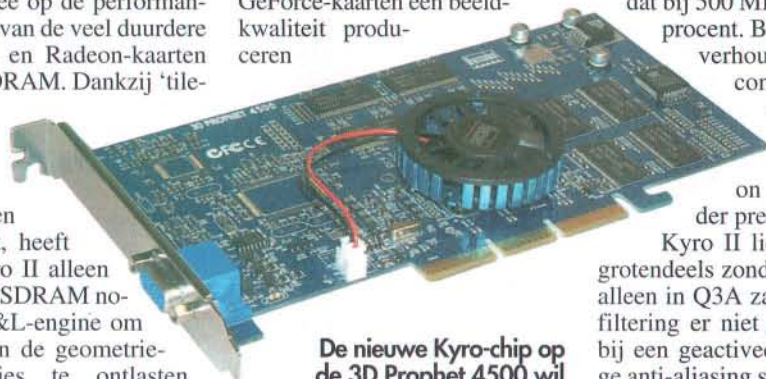 ee op de performan-
van de veel duurdere
en Radeon-kaarten
DRAM. Dankzij ‘tile-
en
t, heeft
o II alleen
SDRAM no-
&L-engine om
n de geometrie-
ies te ontlasten
GeForce-kaarten een beeld-
kwaliteit produ-
ceren
3D PROPHET 4500
De nieuwe Kyro-chip op
de 3D Prophet 4500 wil
dat bij 500 M
procent. B
verhou
con
on
der pre
Kyro II li
grotendeels zond
alleen in Q3A za
filtering er niet
bij een geactivee
ge anti-aliasing s